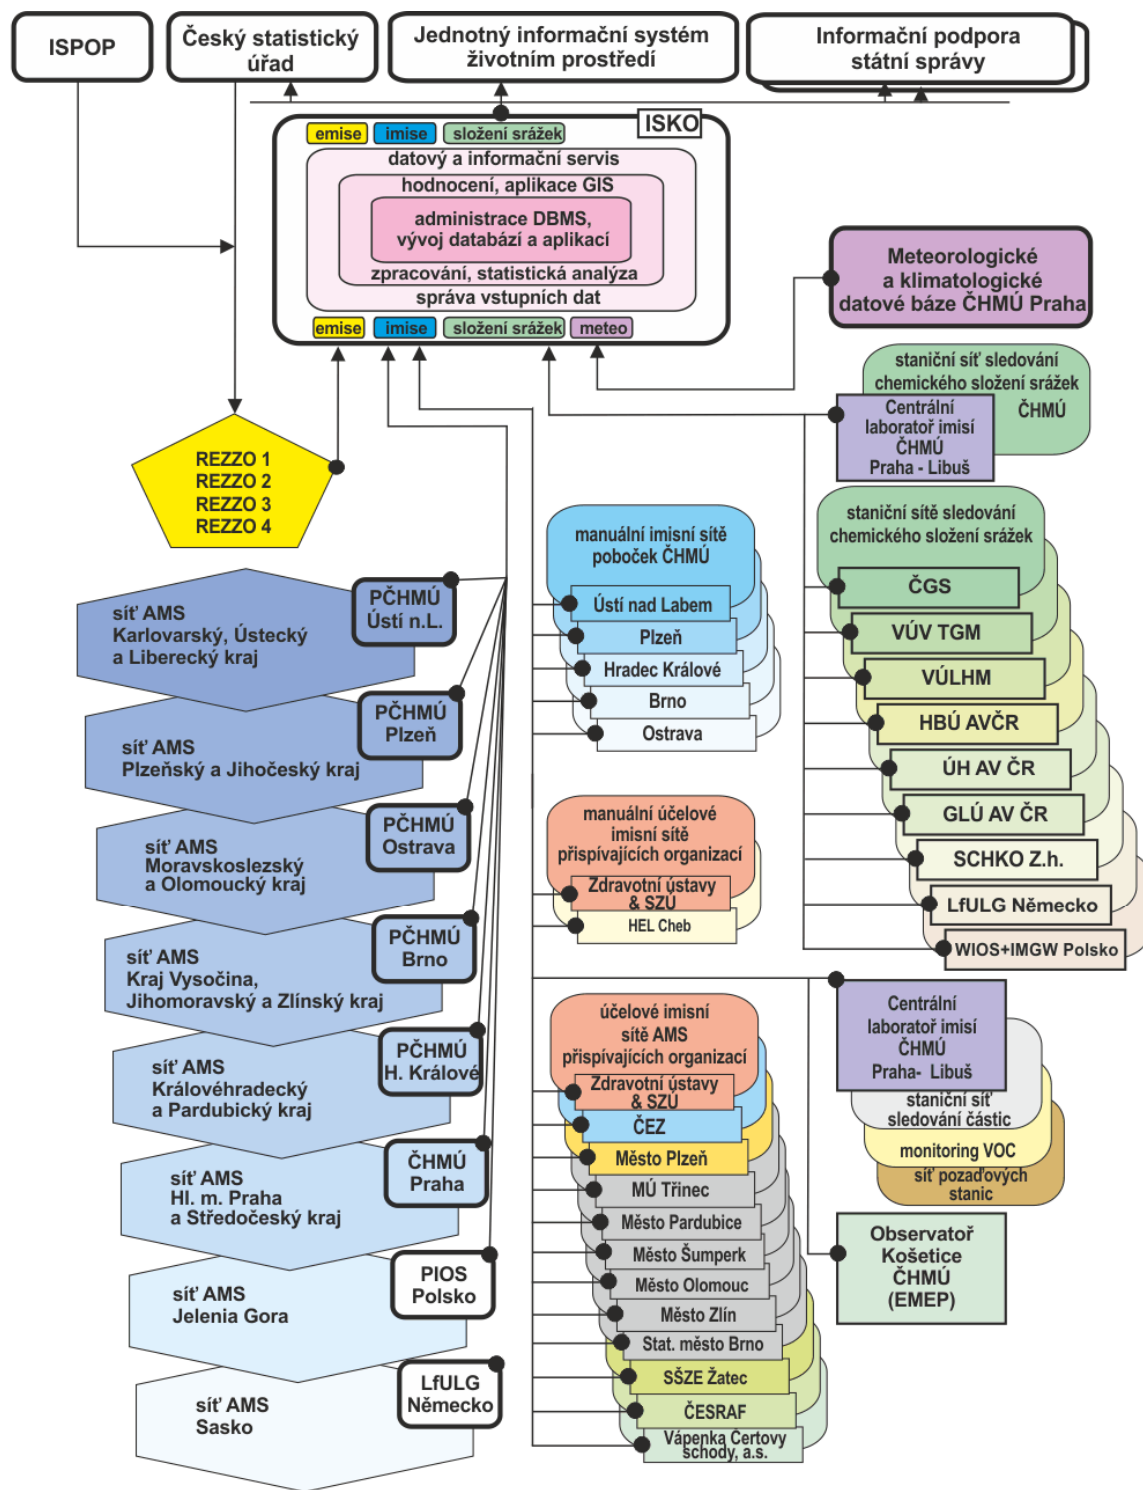 ISPOP
Český statistický
úřad
Jednotný informační systém
životním prostředí
Informační podpora
státní správy
ISKO
emise
imise
složení srážek
datový a informační servis
hodnocení, aplikace GIS
administrace DBMS,
vývoj databází a aplikací
zpracování, statistická analýza
správa vstupních dat
emise
imise
složení srážek
meteo
Meteorologické
a klimatologické
datové báze ČHMÚ Praha
staniční síť sledování
chemického složení srážek
ČHMÚ
Centrální
laboratoř imisí
ČHMÚ
Praha - Libuš
REZZO 1
REZZO 2
REZZO 3
REZZO 4
síť AMS
Karlovarský, Ústecký
a Liberecký kraj
PČHMÚ
Ústí n.L.
síť AMS
Plzeňský a Jihočeský kraj
PČHMÚ
Plzeň
síť AMS
Moravskoslezský
a Olomoucký kraj
PČHMÚ
Ostrava
síť AMS
Kraj Vysočina,
Jihomoravský a Zlínský kraj
PČHMÚ
Brno
síť AMS
Královéhradecký
a Pardubický kraj
PČHMÚ
H. Králové
síť AMS
Hl. m. Praha
a Středočeský kraj
ČHMÚ
Praha
síť AMS
Jelenia Gora
PIOS
Polsko
síť AMS
Sasko
LfULG
Německo
manuální imisní sítě
poboček ČHMÚ
Ústí nad Labem
Plzeň
Hradec Králové
Brno
Ostrava
manuální účelové
imisní sítě
přispívajících organizací
Zdravotní ústavy
& SZÚ
HEL Cheb
účelové imisní
sítě AMS
přispívajících organizací
Zdravotní ústavy
& SZÚ
ČEZ
Město Plzeň
MÚ Třinec
Město Pardubice
Město Šumperk
Město Olomouc
Město Zlín
Stat. město Brno
SŠZE Žatec
ČESRAF
Vápenka Čertovy
schody, a.s.
staniční sítě sledování
chemického složení srážek
ČGS
VÚV TGM
VÚLHM
HBÚ AVČR
ÚH AV ČR
GLÚ AV ČR
SCHKO Z.h.
LfULG Německo
WIOS+IMGW Polsko
Centrální
laboratoř imisí
ČHMÚ
Praha- Libuš
staniční síť
sledování částic
monitoring VOC
síť pozaďových
stanic
Observatoř
Košetice
ČHMÚ
(EMEP)